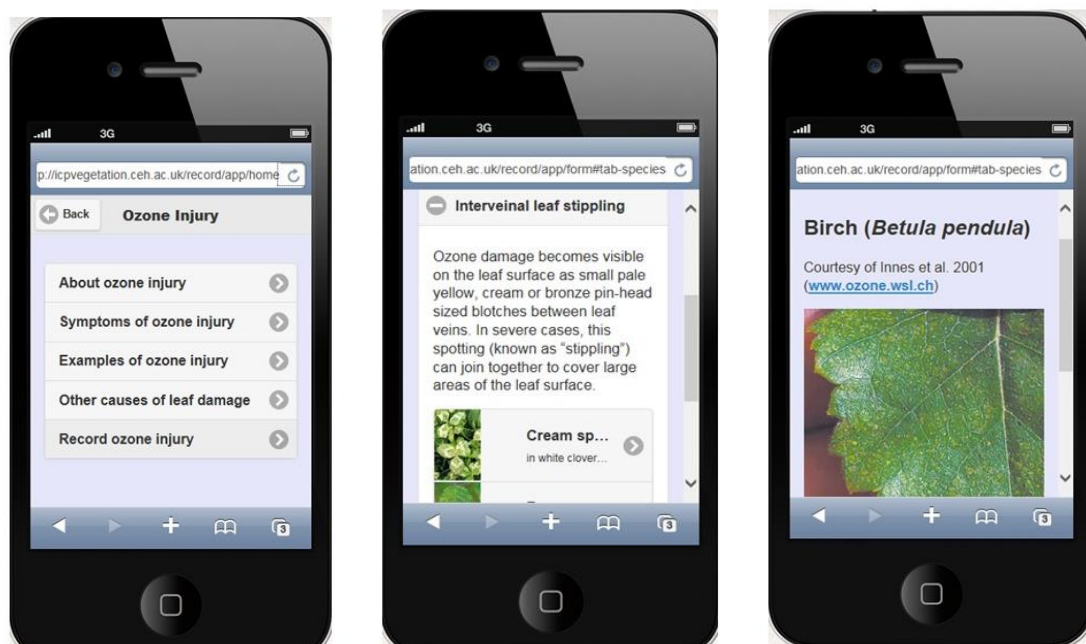 3G
p://icpvegetation.ceh.ac.uk/record/app/home
Back
Ozone Injury
About ozone injury
Symptoms of ozone injury
Examples of ozone injury
Other causes of leaf damage
Record ozone injury
3
3G
ation.ceh.ac.uk/record/app/form#tab-species
Interveinal leaf stippling
Ozone damage becomes visible
on the leaf surface as small pale
yellow, cream or bronze pin-head
sized blotches between leaf
veins. In severe cases, this
spotting (known as “stippling”)
can join together to cover large
areas of the leaf surface.
Cream sp...
in white clover...
3
3G
ation.ceh.ac.uk/record/app/form#tab-species
Birch (Betula pendula)
Courtesy of Innes et al. 2001
(www.ozone.wsl.ch)
3